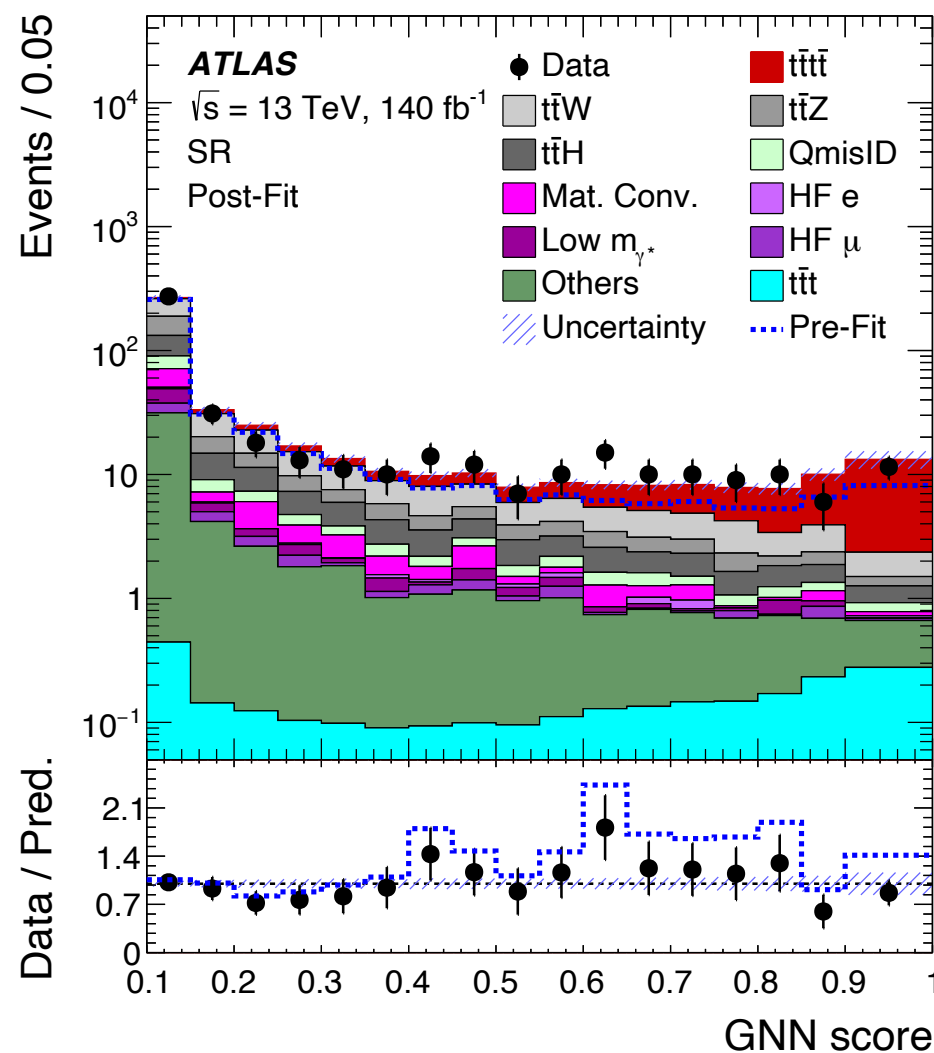 Events / 0.05
10⁴
10³
10²
10
1
10⁻¹
ATLAS
√s = 13 TeV, 140 fb⁻¹
SR
Post-Fit
Data
tt̄tt̄
tt̄W
tt̄Z
tt̄H
QmisID
Mat. Conv.
HF e
Low m_γ*
HF μ
Others
tt̄t
Uncertainty
Pre-Fit
Data / Pred.
2.1
1.4
0.7
0
0.1 0.2 0.3 0.4 0.5 0.6 0.7 0.8 0.9 1
GNN score